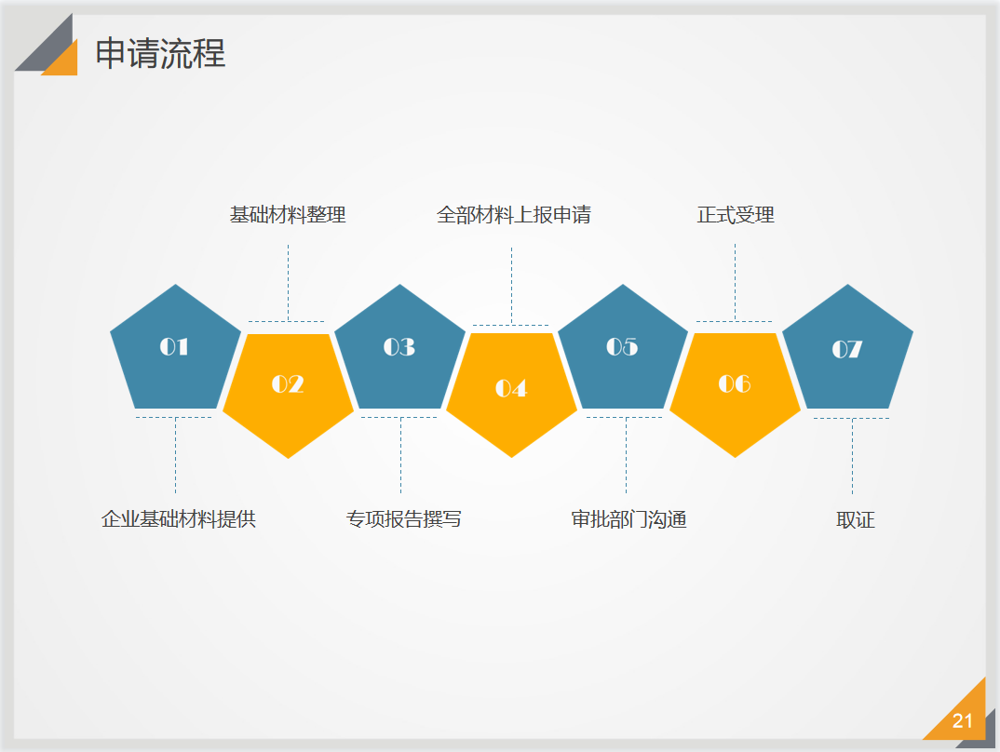 申请流程
基础材料整理
全部材料上报申请
正式受理
01
02
03
04
05
06
07
企业基础材料提供
专项报告撰写
审批部门沟通
取证
21